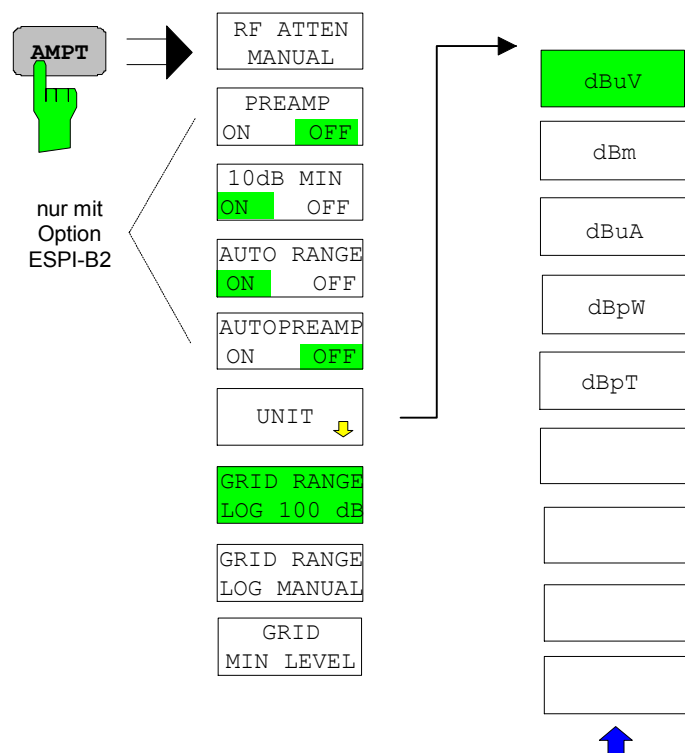 AMPT
nur mit
Option
ESPI-B2
RF ATTEN
MANUAL
PREAMP
ON OFF
10dB MIN
ON OFF
AUTO RANGE
ON OFF
AUTOPREAMP
ON OFF
UNIT
GRID RANGE
LOG 100 dB
GRID RANGE
LOG MANUAL
GRID
MIN LEVEL
dBuV
dBm
dBuA
dBpW
dBpT